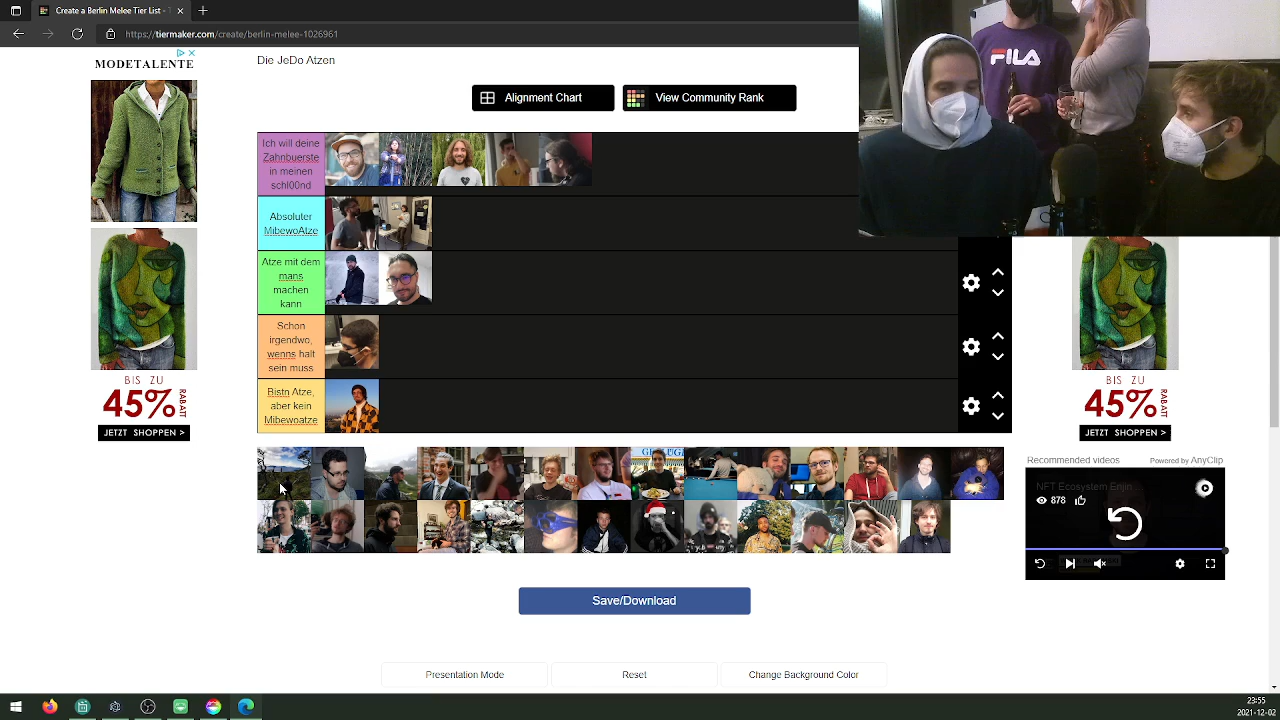 Create a Berlin Melee Tier List -
https://tiermaker.com/create/berlin-melee-1026961
MODETALENTE
Die JeDo Atzen
Alignment Chart
View Community Rank
FILA
Ich will deine
Zahnbuerste
in meinen
schl00nd
Absoluter
MibewoAtze
Atze mit dem
mans
machen
kann
Schon
irgendwo,
wenns halt
sein muss
Bistn Atze,
aber kein
Mibewoatze
BIS ZU
45%
RABATT
JETZT SHOPPEN >
BIS ZU
45%
RABATT
JETZT SHOPPEN >
Recommended videos
Powered by AnyClip
NFT Ecosystem Enjin
878
Save/Download
Presentation Mode
Reset
Change Background Color
23:55
2021-12-02